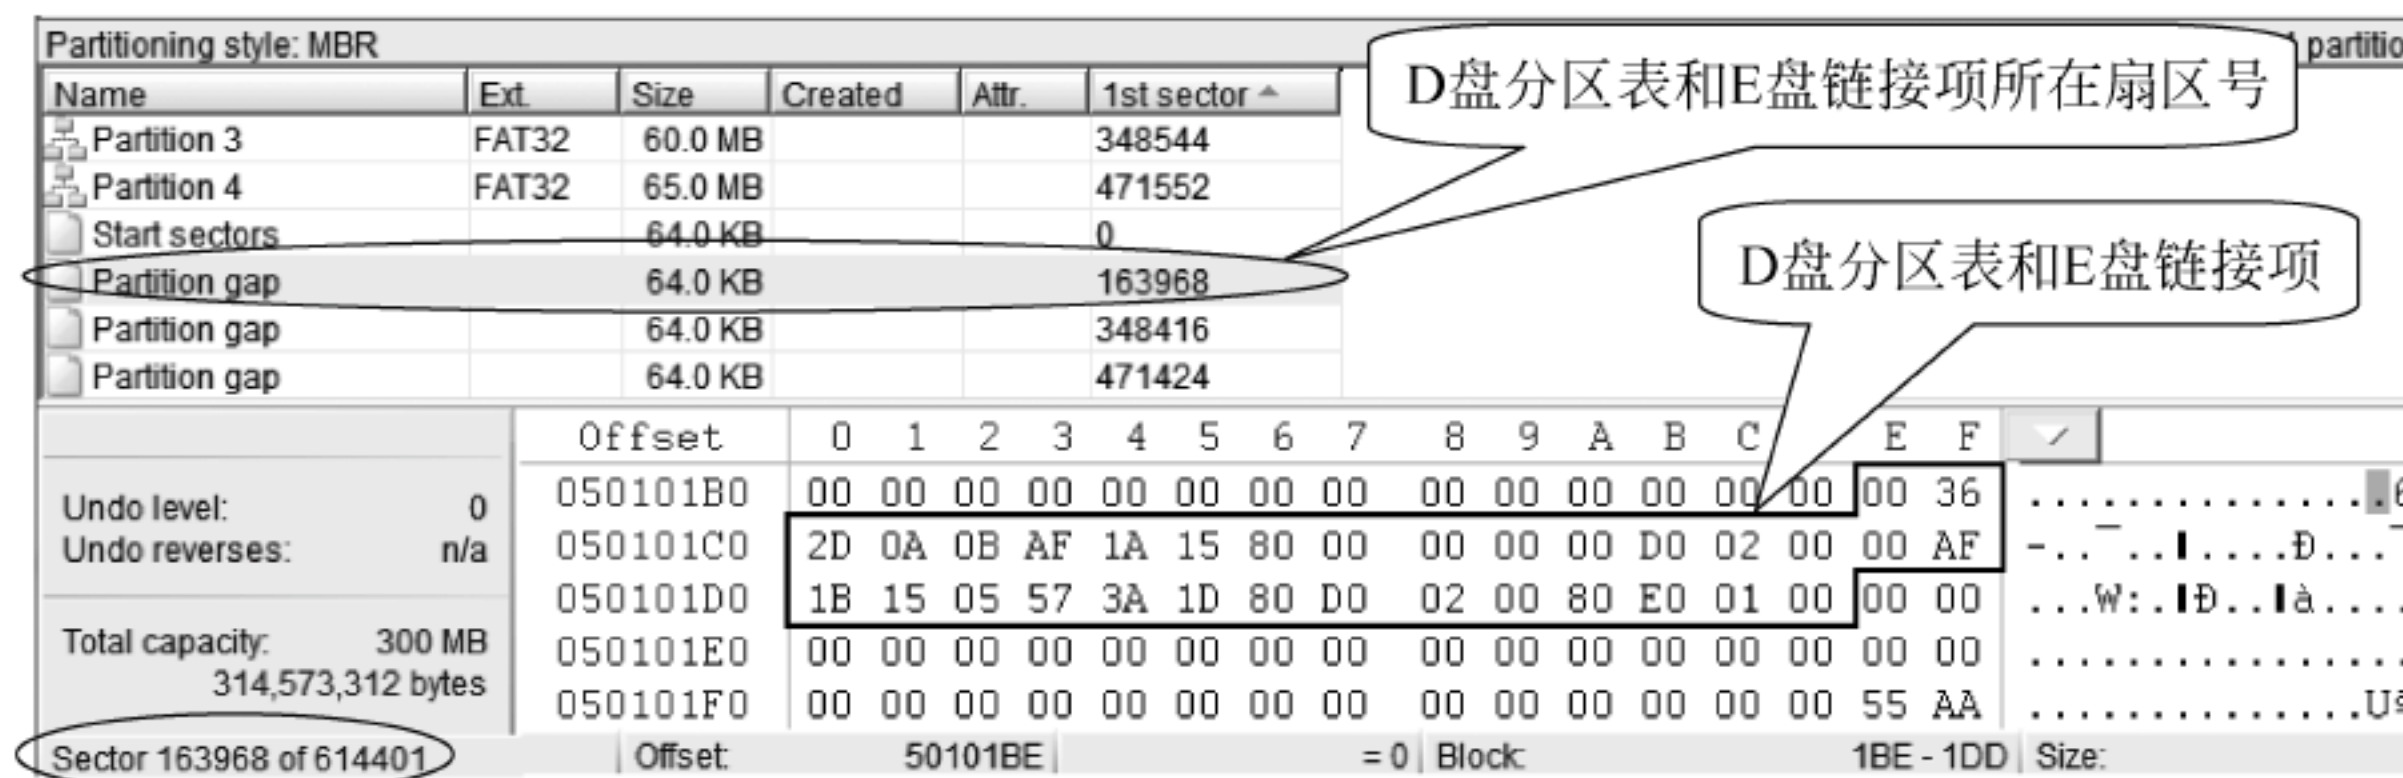 Partitioning style: MBR
partitio
D盘分区表和E盘链接项所在扇区号
Name Ext. Size Created Attr. 1st sector
Partition 3 FAT32 60.0 MB 348544
Partition 4 FAT32 65.0 MB 471552
Start sectors 64.0 KB 0
Partition gap 64.0 KB 163968
D盘分区表和E盘链接项
Partition gap 64.0 KB 348416
Partition gap 64.0 KB 471424
Offset 0 1 2 3 4 5 6 7 8 9 A B C E F
050101B0 00 00 00 00 00 00 00 00 00 00 00 00 00 00 00 36 ...............6
050101C0 2D 0A 0B AF 1A 15 80 00 00 00 00 D0 02 00 00 AF
050101D0 1B 15 05 57 3A 1D 80 D0 02 00 80 E0 01 00 00 00
050101E0 00 00 00 00 00 00 00 00 00 00 00 00 00 00 00 00
050101F0 00 00 00 00 00 00 00 00 00 00 00 00 00 00 55 AA
Undo level: 0
Undo reverses: n/a
Total capacity: 300 MB
314,573,312 bytes
Sector 163968 of 614401 Offset: 50101BE = 0 Block: 1BE - 1DD Size: